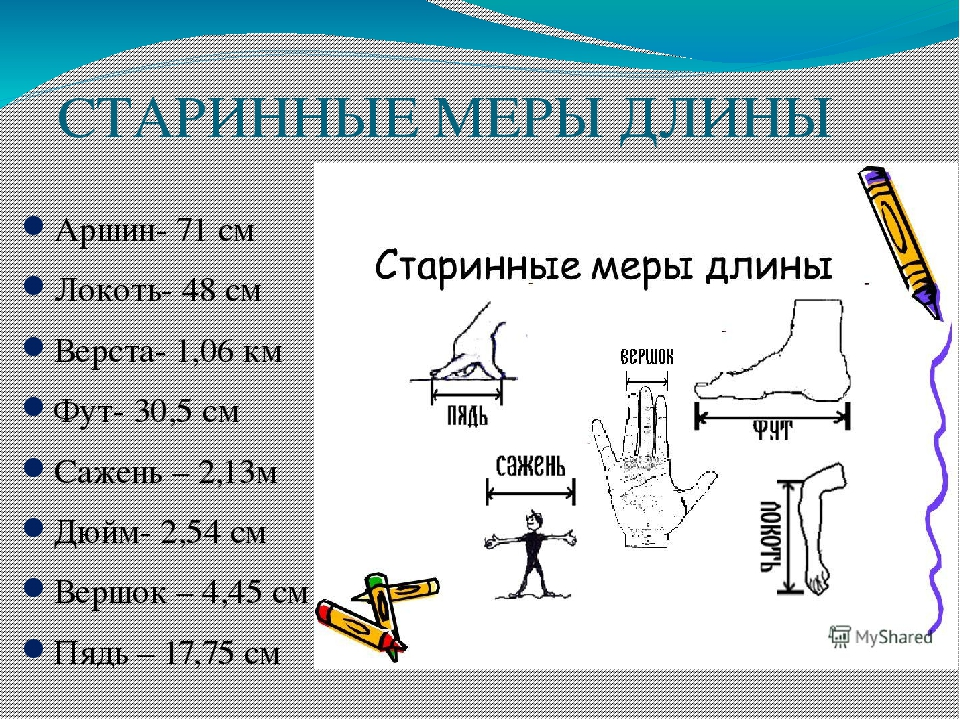 СТАРИННЫЕ МЕРЫ ДЛИНЫ
Аршин- 71 см
Локоть- 48 см
Верста- 1,06 км
Фут- 30,5 см
Сажень – 2,13м
Дюйм- 2,54 см
Вершок – 4,45 см
Пядь – 17,75 см
Старинные меры длины
ВЕРШОК
ПЯДЬ
ФУТ
САЖЕНЬ
ЛОКОТЬ
MyShared